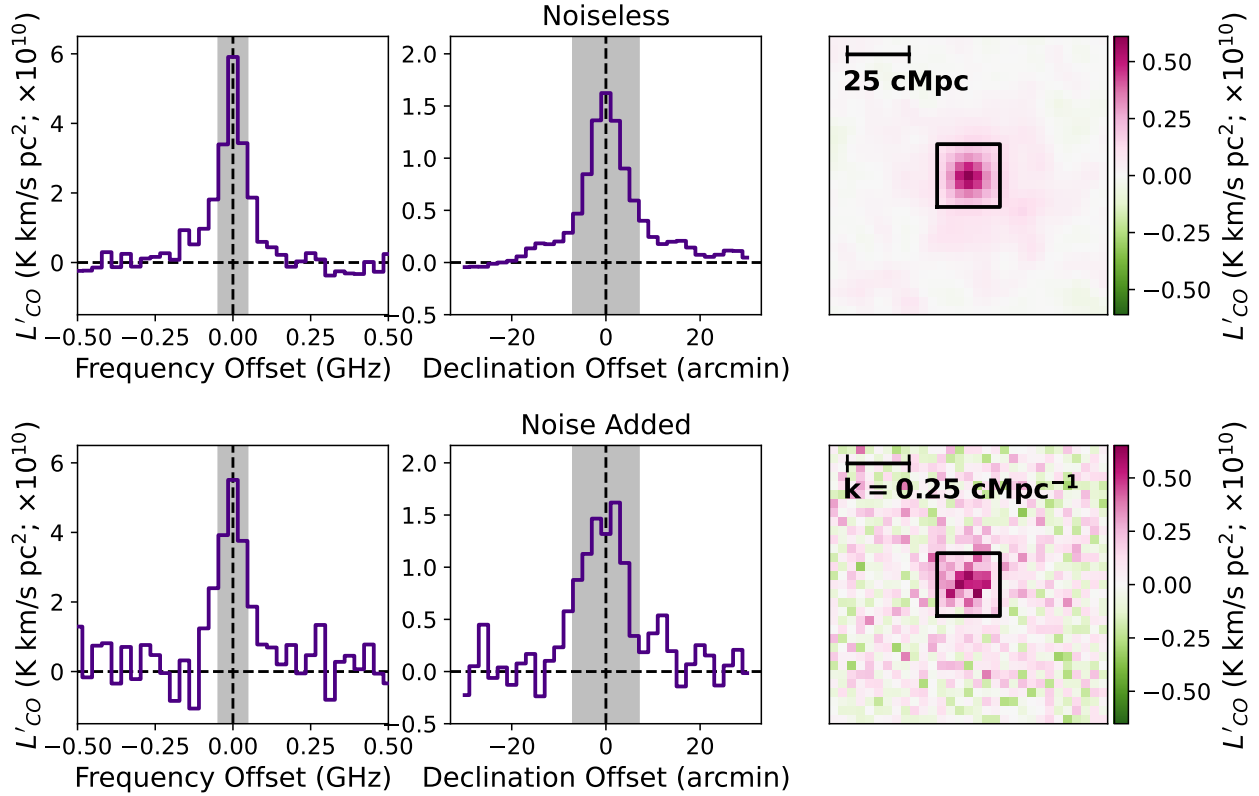 Noiseless
L′CO (K km/s pc²; ×10¹⁰)
6
4
2
0
−0.50 −0.25 0.00 0.25 0.50
Frequency Offset (GHz)
2.0
1.5
1.0
0.5
0.0
−0.5
−20 0 20
Declination Offset (arcmin)
25 cMpc
0.50
0.25
0.00
−0.25
−0.50
L′CO (K km/s pc²; ×10¹⁰)
Noise Added
L′CO (K km/s pc²; ×10¹⁰)
6
4
2
0
−0.50 −0.25 0.00 0.25 0.50
Frequency Offset (GHz)
2.0
1.5
1.0
0.5
0.0
−0.5
−20 0 20
Declination Offset (arcmin)
k = 0.25 cMpc⁻¹
0.50
0.25
0.00
−0.25
−0.50
L′CO (K km/s pc²; ×10¹⁰)